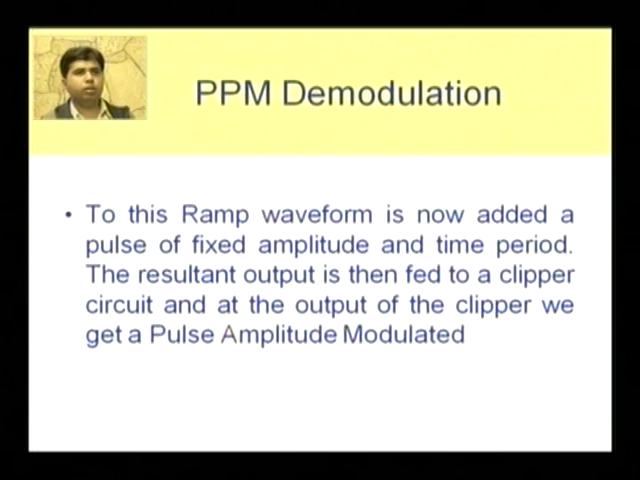 PPM Demodulation
• To this Ramp waveform is now added a
pulse of fixed amplitude and time period.
The resultant output is then fed to a clipper
circuit and at the output of the clipper we
get a Pulse Amplitude Modulated